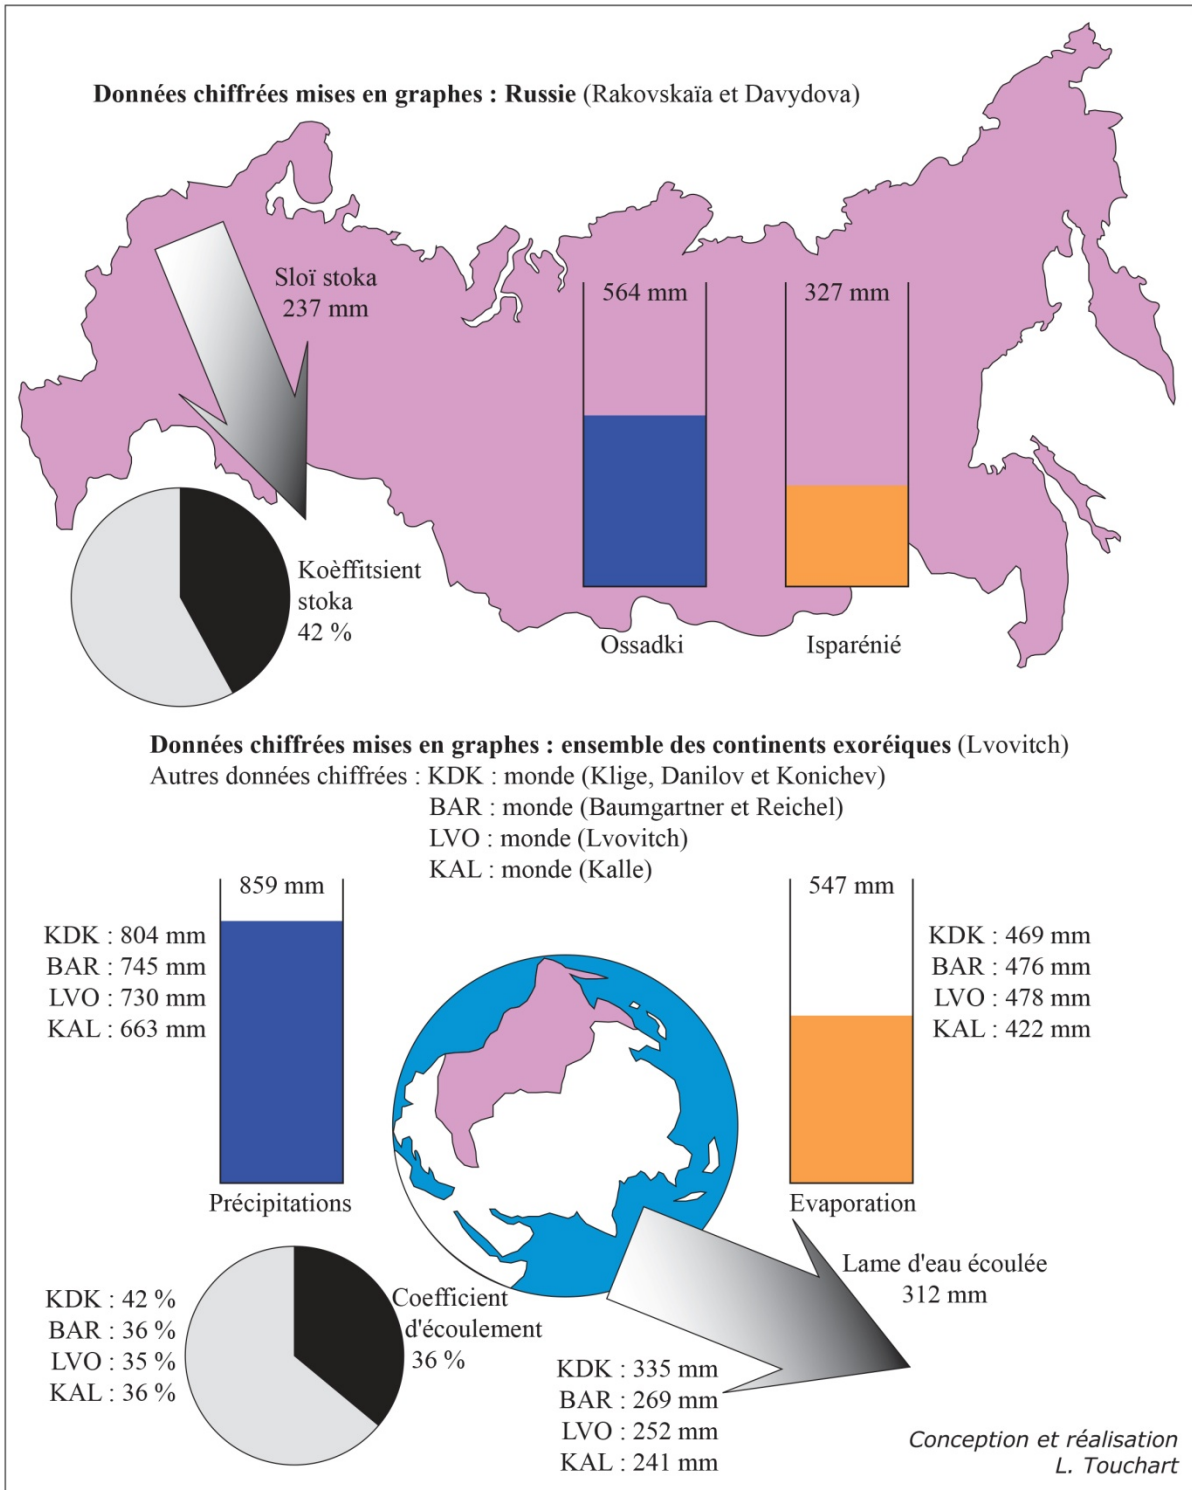 Données chiffrées mises en graphes : Russie (Rakovskaïa et Davydova)
Sloï stoka
237 mm
564 mm
327 mm
Koèffitsient
stoka
42 %
Ossadki
Isparénié
Données chiffrées mises en graphes : ensemble des continents exoréiques (Lvovitch)
Autres données chiffrées : KDK : monde (Klige, Danilov et Konichev)
BAR : monde (Baumgartner et Reichel)
LVO : monde (Lvovitch)
KAL : monde (Kalle)
859 mm
KDK : 804 mm
BAR : 745 mm
LVO : 730 mm
KAL : 663 mm
Précipitations
547 mm
KDK : 469 mm
BAR : 476 mm
LVO : 478 mm
KAL : 422 mm
Evaporation
KDK : 42 %
BAR : 36 %
LVO : 35 %
KAL : 36 %
Coefficient
d'écoulement
36 %
Lame d'eau écoulée
312 mm
KDK : 335 mm
BAR : 269 mm
LVO : 252 mm
KAL : 241 mm
Conception et réalisation
L. Touchart